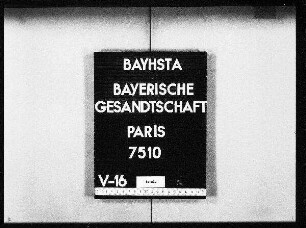 BAYHSTA
BAYERISCHE
GESANDTSCHAFT
PARIS
7510
V-16